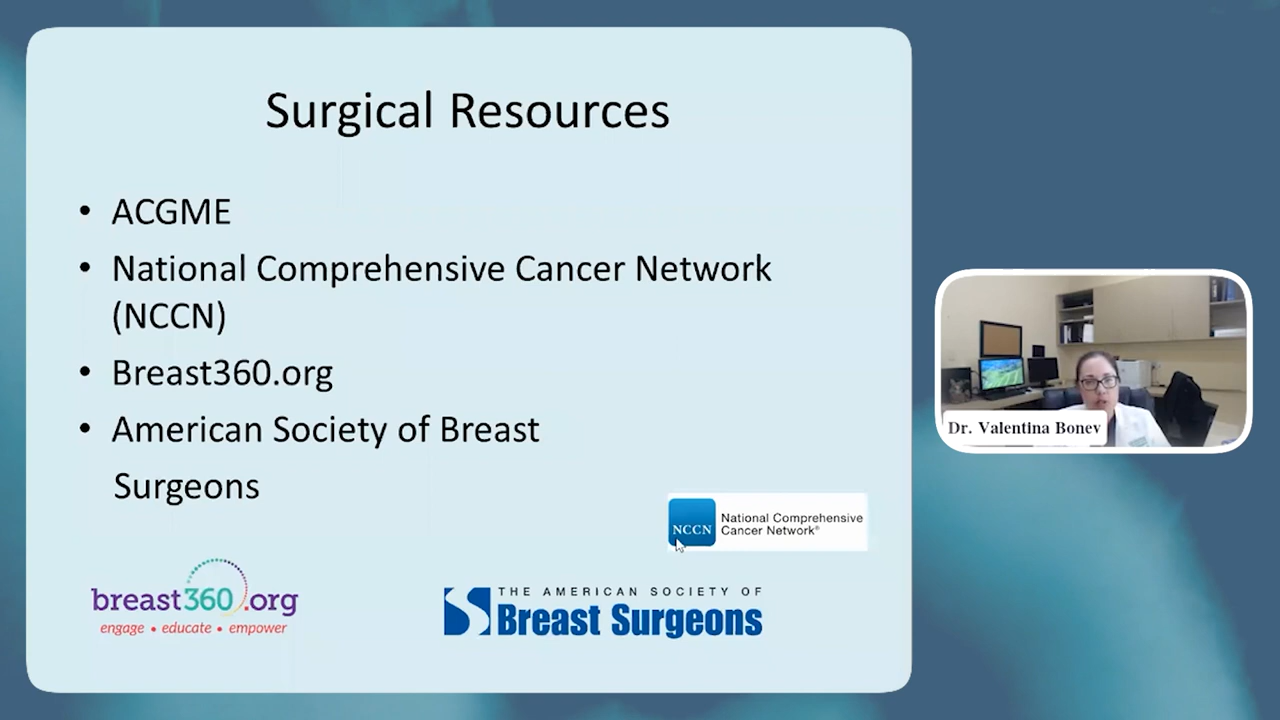 Surgical Resources
• ACGME
• National Comprehensive Cancer Network
(NCCN)
• Breast360.org
• American Society of Breast
Surgeons
NCCN
National Comprehensive
Cancer Network®
breast360.org
engage • educate • empower
THE AMERICAN SOCIETY OF
Breast Surgeons
Dr. Valentina Bonev